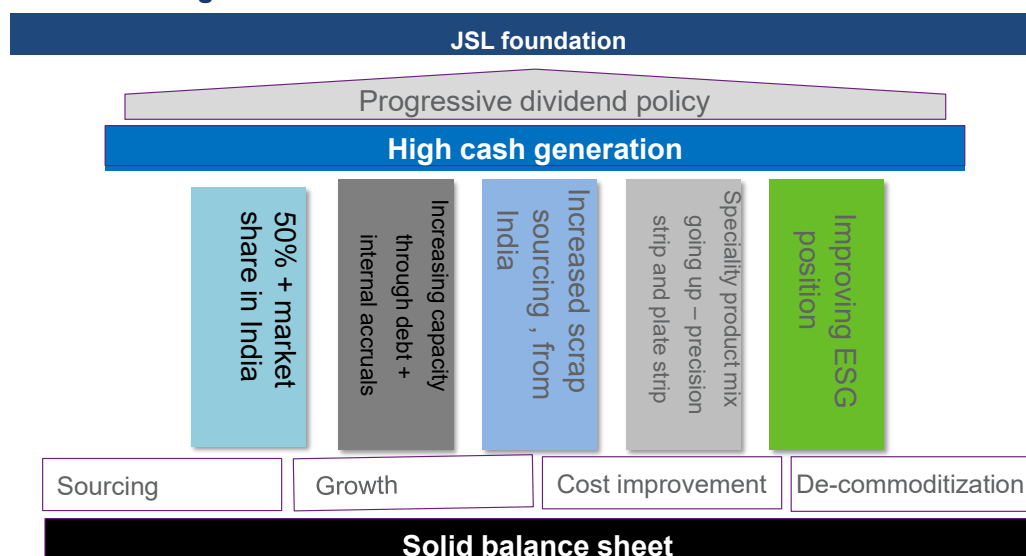 JSL foundation
Progressive dividend policy
High cash generation
50% + market
share in India
Increasing capacity
through debt +
internal accruals
Increased scrap
sourcing , from
India
Speciality product mix
going up – precision
strip and plate strip
Improving ESG
position
Sourcing
Growth
Cost improvement
De-commoditization
Solid balance sheet